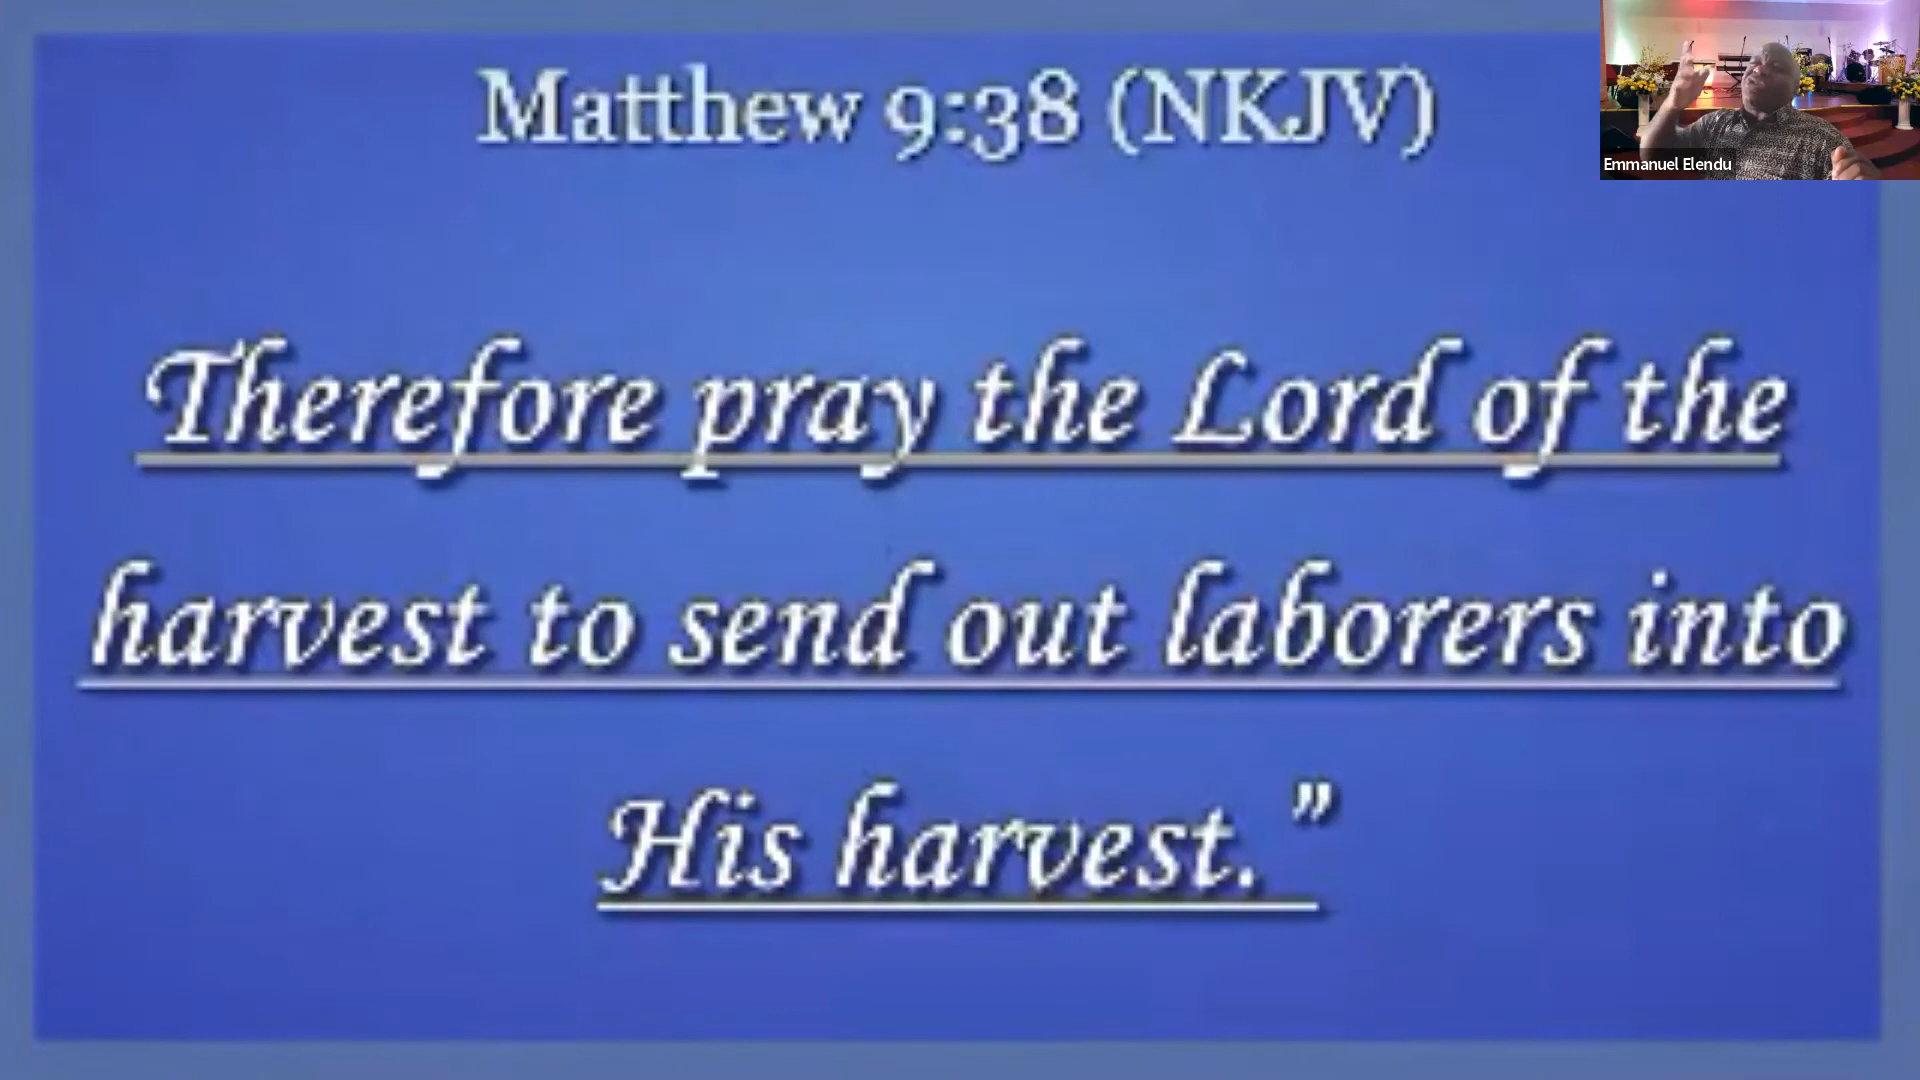 Matthew 9:38 (NKJV)
Emmanuel Elendu
Therefore pray the Lord of the
harvest to send out laborers into
His harvest.”